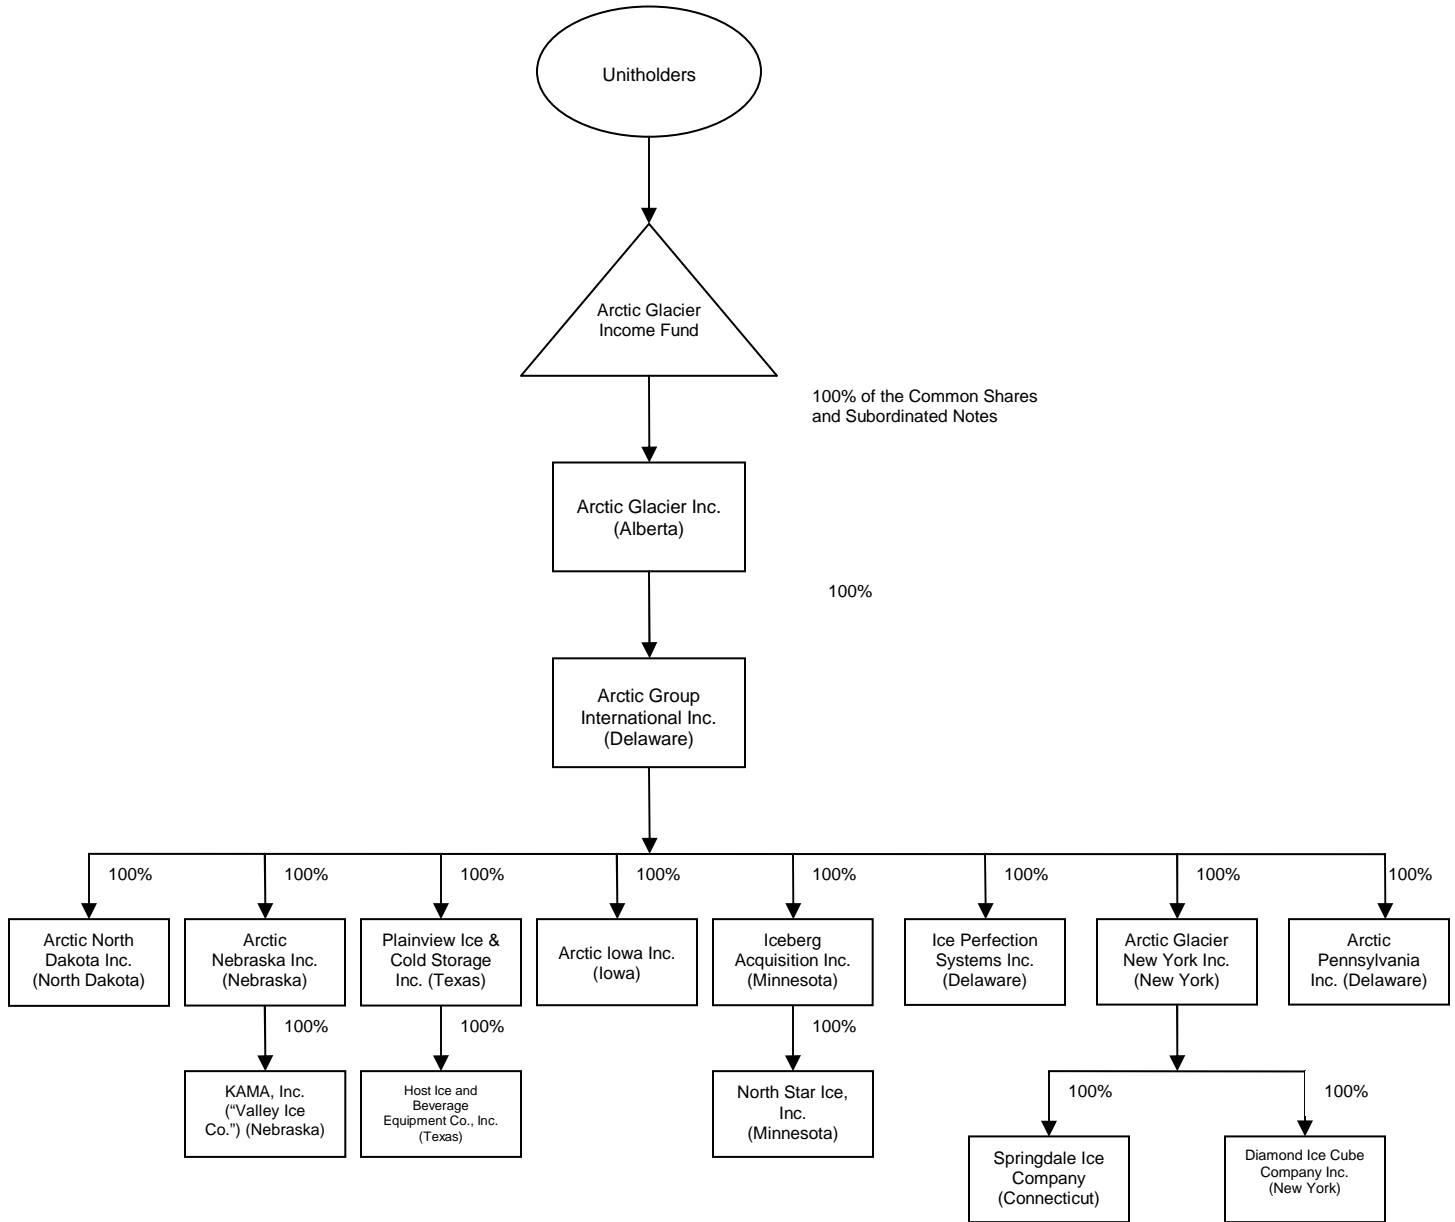 Unitholders
Arctic Glacier
Income Fund
100% of the Common Shares
and Subordinated Notes
Arctic Glacier Inc.
(Alberta)
100%
Arctic Group
International Inc.
(Delaware)
100%
100%
100%
100%
100%
100%
100%
100%
Arctic North
Dakota Inc.
(North Dakota)
Arctic
Nebraska Inc.
(Nebraska)
Plainview Ice &
Cold Storage
Inc. (Texas)
Arctic Iowa Inc.
(Iowa)
Iceberg
Acquisition Inc.
(Minnesota)
Ice Perfection
Systems Inc.
(Delaware)
Arctic Glacier
New York Inc.
(New York)
Arctic
Pennsylvania
Inc. (Delaware)
100%
100%
100%
KAMA, Inc.
(“Valley Ice
Co.”) (Nebraska)
Host Ice and
Beverage
Equipment Co., Inc.
(Texas)
North Star Ice,
Inc.
(Minnesota)
100%
100%
Springdale Ice
Company
(Connecticut)
Diamond Ice Cube
Company Inc.
(New York)